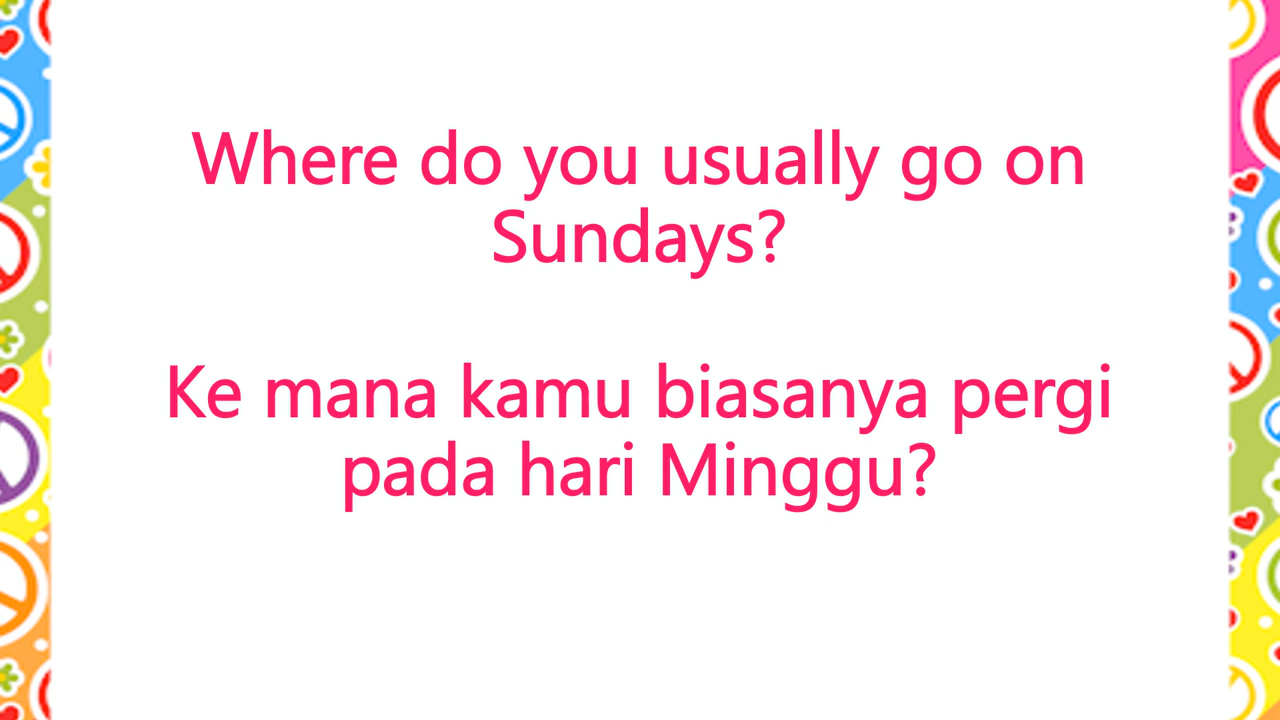 Where do you usually go on
Sundays?
Ke mana kamu biasanya pergi
pada hari Minggu?